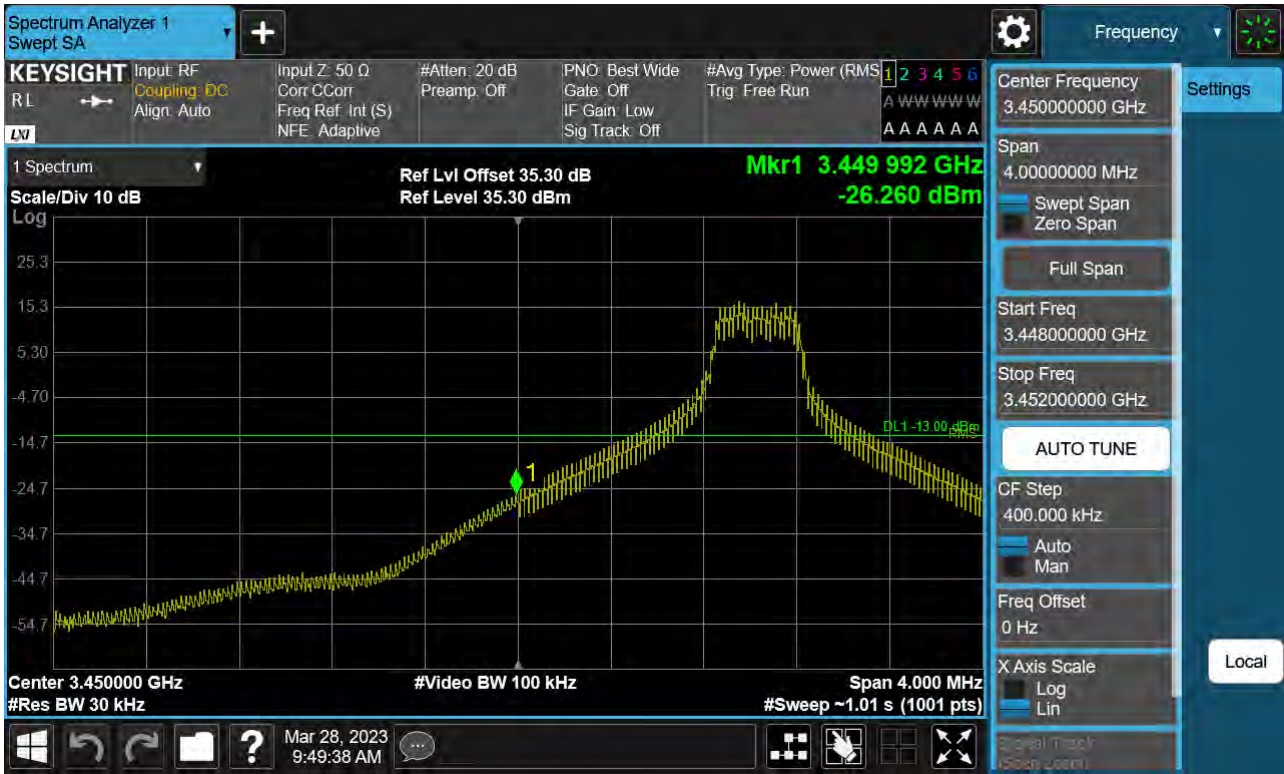 Spectrum Analyzer 1
Swept SA
Frequency
KEYSIGHT
RL
LXI
Input: RF
Coupling: DC
Align: Auto
Input Z: 50 Ω
Corr CCorr
Freq Ref: Int (S)
NFE: Adaptive
#Atten: 20 dB
Preamp: Off
PNO: Best Wide
Gate: Off
IF Gain: Low
Sig Track: Off
#Avg Type: Power (RMS
Trig: Free Run
1 2 3 4 5 6
A W W W W W
A A A A A A
Center Frequency
3.450000000 GHz
Settings
Span
4.00000000 MHz
Swept Span
Zero Span
Full Span
Start Freq
3.448000000 GHz
Stop Freq
3.452000000 GHz
AUTO TUNE
CF Step
400.000 kHz
Auto
Man
Freq Offset
0 Hz
X Axis Scale
Log
Lin
Signal Track
(Span Zoom)
Local
1 Spectrum
Scale/Div 10 dB
Log
Ref Lvl Offset 35.30 dB
Ref Level 35.30 dBm
Mkr1 3.449 992 GHz
-26.260 dBm
25.3
15.3
5.30
-4.70
-14.7
-24.7
-34.7
-44.7
-54.7
1
DL1 -13.00 dBm
RMS
Center 3.450000 GHz
#Video BW 100 kHz
Span 4.000 MHz
#Res BW 30 kHz
#Sweep ~1.01 s (1001 pts)
?
Mar 28, 2023
9:49:38 AM